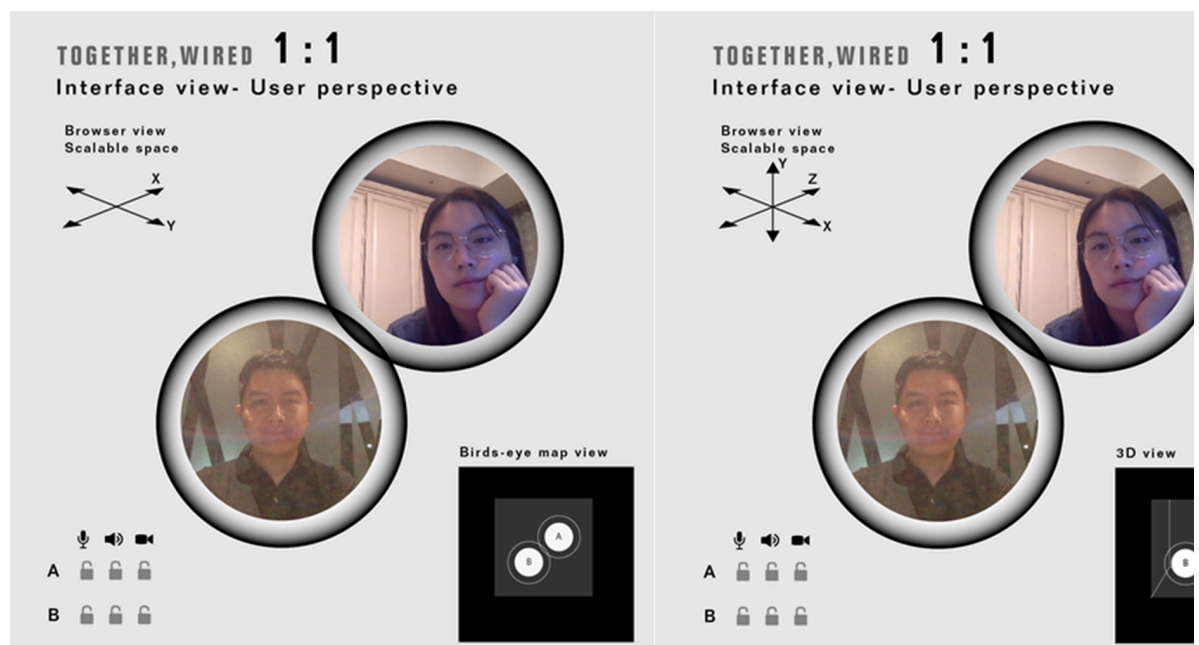 TOGETHER,WIRED 1:1
Interface view- User perspective
Browser view
Scalable space
X
Y
Birds-eye map view
A
B
A
B
TOGETHER,WIRED 1:1
Interface view- User perspective
Browser view
Scalable space
Y
Z
X
3D view
B
A
B